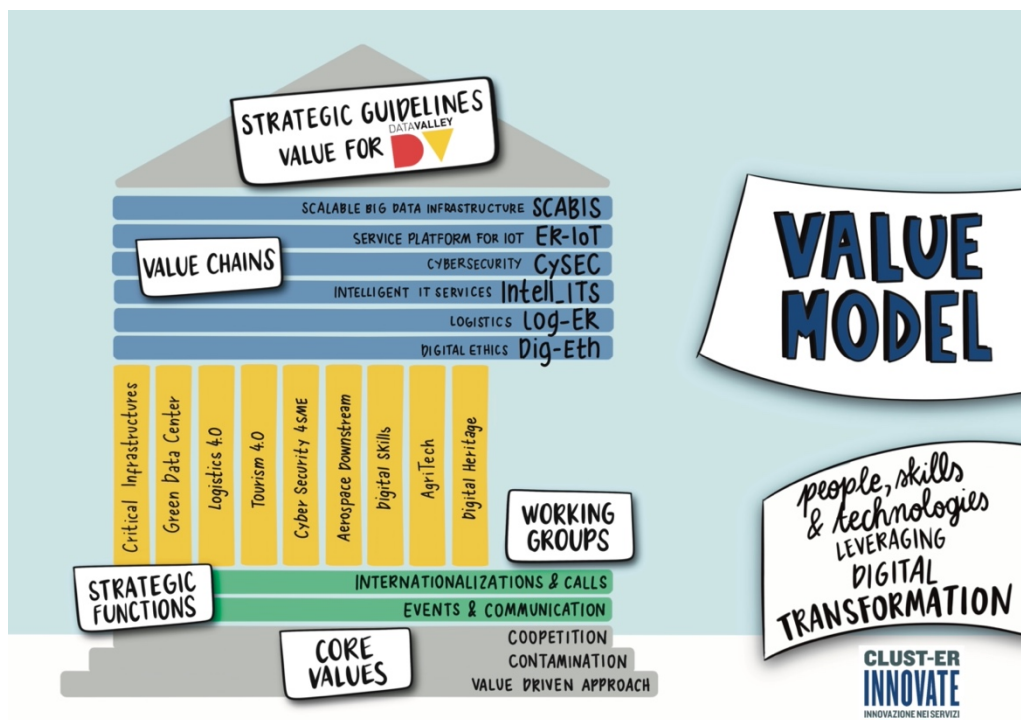 STRATEGIC GUIDELINES
VALUE FOR DATAVALLEY
DV
SCALABLE BIG DATA INFRASTRUCTURE SCABIS
SERVICE PLATFORM FOR IOT ER-IoT
CYBERSECURITY CySEC
INTELLIGENT IT SERVICES Intell_ITS
LOGISTICS Log-ER
DIGITAL ETHICS Dig-Eth
VALUE CHAINS
Critical Infrastructures
Green Data Center
Logistics 4.0
Tourism 4.0
Cyber Security 4SME
Aerospace Downstream
Digital Skills
AgriTech
Digital Heritage
WORKING
GROUPS
STRATEGIC
FUNCTIONS
INTERNATIONALIZATIONS & CALLS
EVENTS & COMMUNICATION
CORE
VALUES
COOPETITION
CONTAMINATION
VALUE DRIVEN APPROACH
VALUE
MODEL
people, skills
& technologies
LEVERAGING
DIGITAL
TRANSFORMATION
CLUST-ER
INNOVATE
INNOVAZIONE NEI SERVIZI